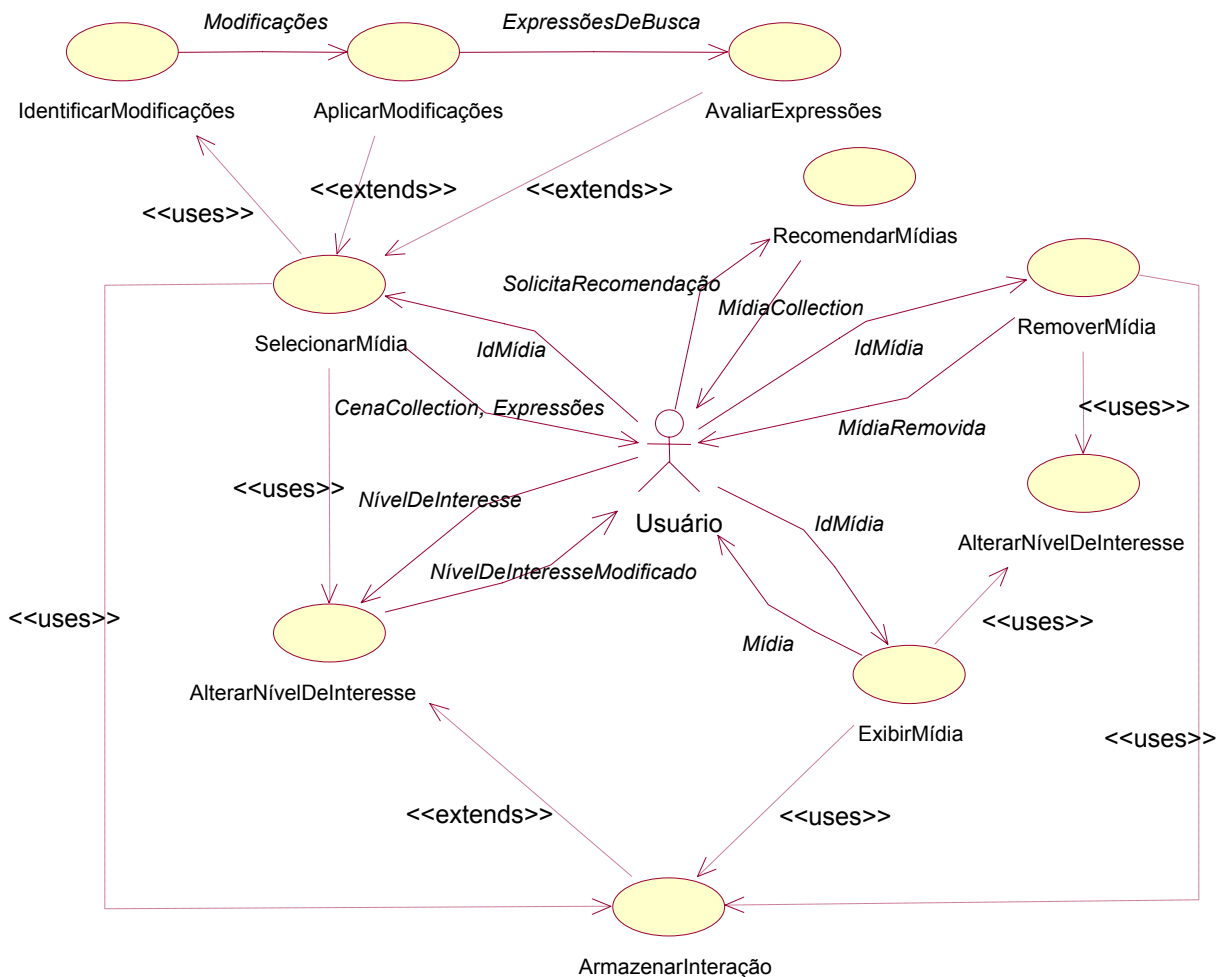 Modificações
ExpressõesDeBusca
IdentificarModificações
AplicarModificações
AvaliarExpressões
<<extends>>
<<extends>>
<<uses>>
RecomendarMídias
SolicitaRecomendação
MídiaCollection
RemoverMídia
SelecionarMídia
IdMídia
IdMídia
CenaCollection, Expressões
<<uses>>
MídiaRemovida
<<uses>>
NívelDeInteresse
Usuário
IdMídia
AlterarNívelDeInteresse
NívelDeInteresseModificado
<<uses>>
<<uses>>
Mídia
AlterarNívelDeInteresse
ExibirMídia
<<uses>>
<<extends>>
<<uses>>
ArmazenarInteração